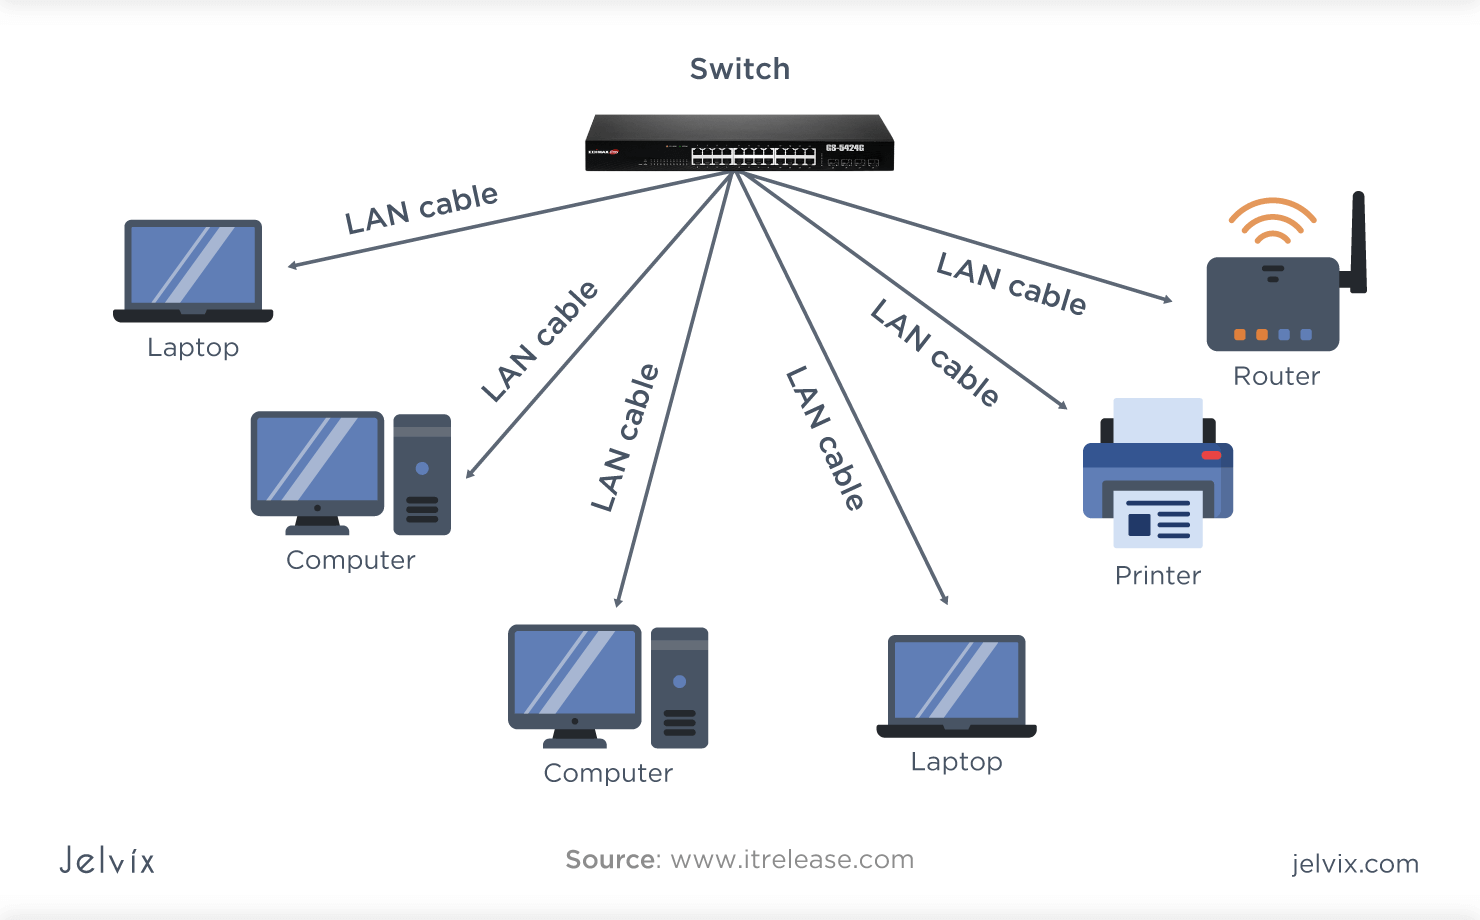 Switch
EDIMAX
GS-5424G
LAN cable
LAN cable
LAN cable
LAN cable
LAN cable
LAN cable
Laptop
Router
Computer
Printer
Computer
Laptop
Jelvix
Source: www.itrelease.com
jelvix.com